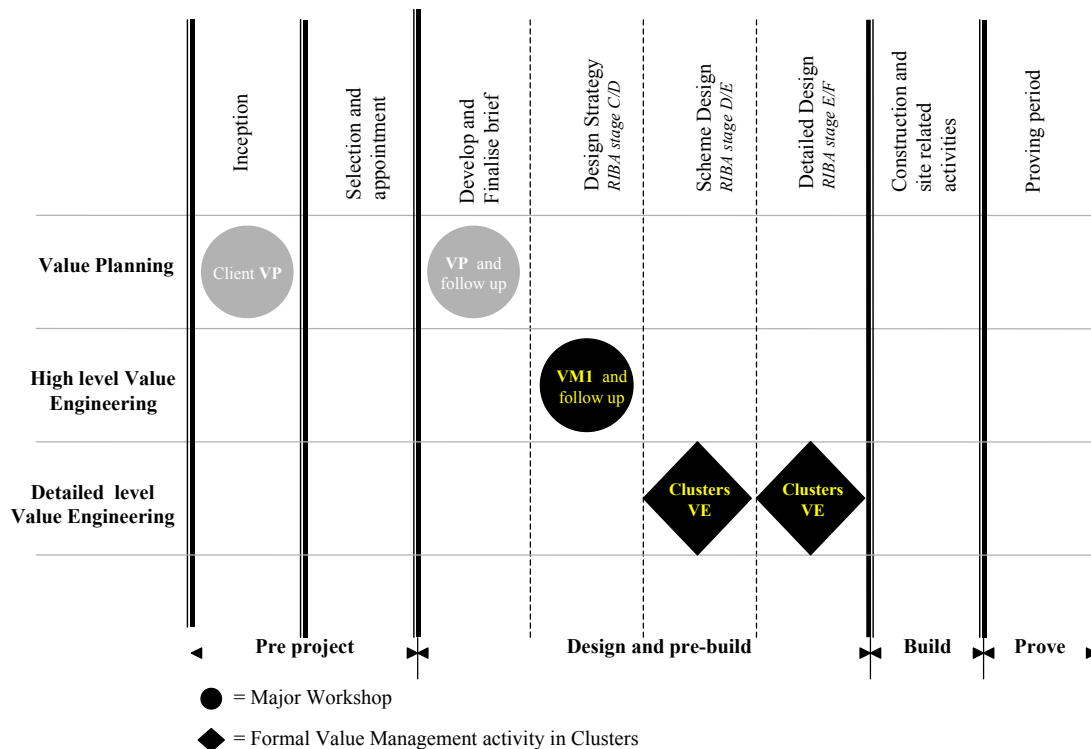 Inception
Selection and
appointment
Develop and
Finalise brief
Design Strategy
RIBA stage C/D
Scheme Design
RIBA stage D/E
Detailed Design
RIBA stage E/F
Construction and
site related
activities
Proving period
Value Planning
Client VP
VP and
follow up
High level Value
Engineering
VM1 and
follow up
Detailed level
Value Engineering
Clusters
VE
Clusters
VE
Pre project
Design and pre-build
Build
Prove
= Major Workshop
= Formal Value Management activity in Clusters